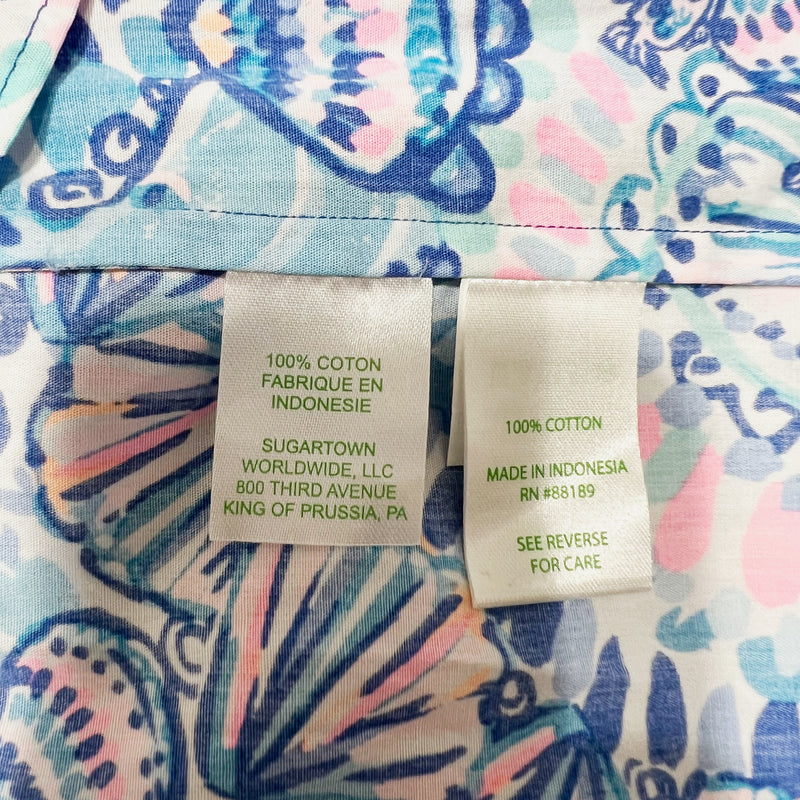 100% COTON
FABRIQUE EN
INDONESIE
SUGARTOWN
WORLDWIDE, LLC
800 THIRD AVENUE
KING OF PRUSSIA, PA
100% COTTON
MADE IN INDONESIA
RN #88189
SEE REVERSE
FOR CARE